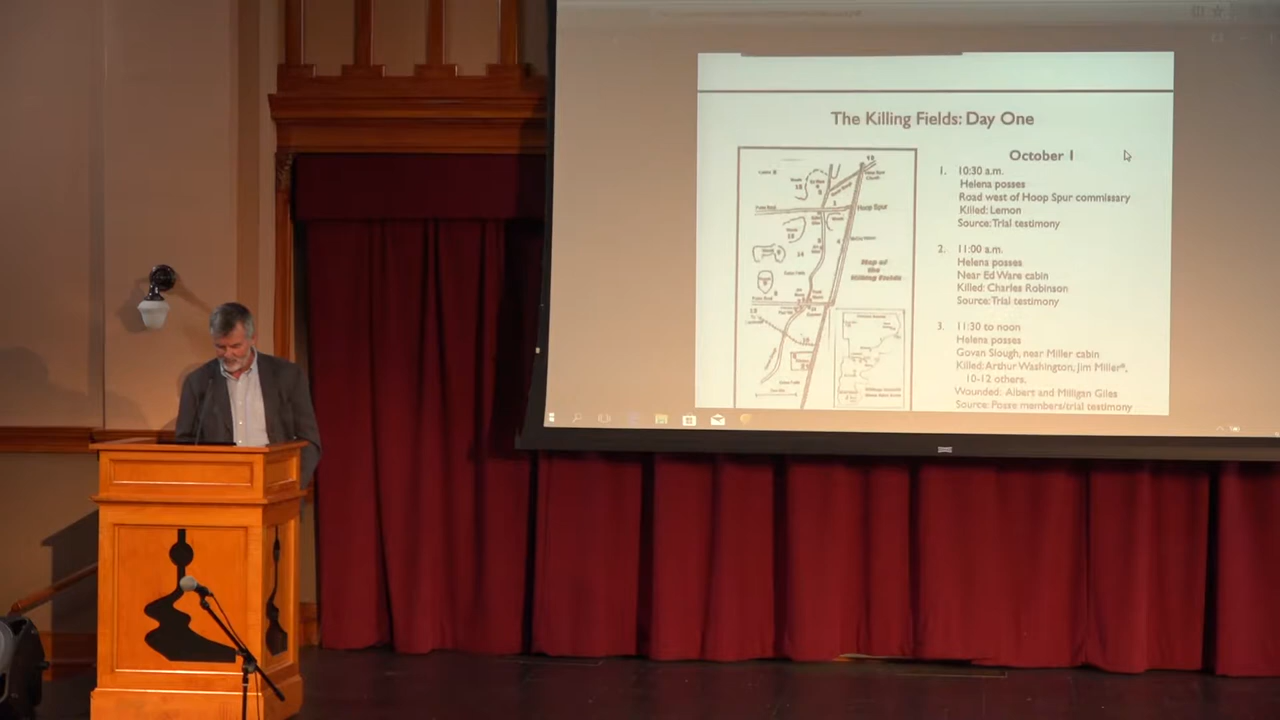 The Killing Fields: Day One
October 1
1. 10:30 a.m.
Helena posses
Road west of Hoop Spur commissary
Killed: Lemon
Source: Trial testimony
2. 11:00 a.m.
Helena posses
Near Ed Ware cabin
Killed: Charles Robinson
Source: Trial testimony
3. 11:30 to noon
Helena posses
Govan Slough, near Miller cabin
Killed: Arthur Washington, Jim Miller*,
10-12 others,
Wounded: Albert and Milligan Giles
Source: Posse members/trial testimony
Hoop Spur
Map of
the
Killing Fields